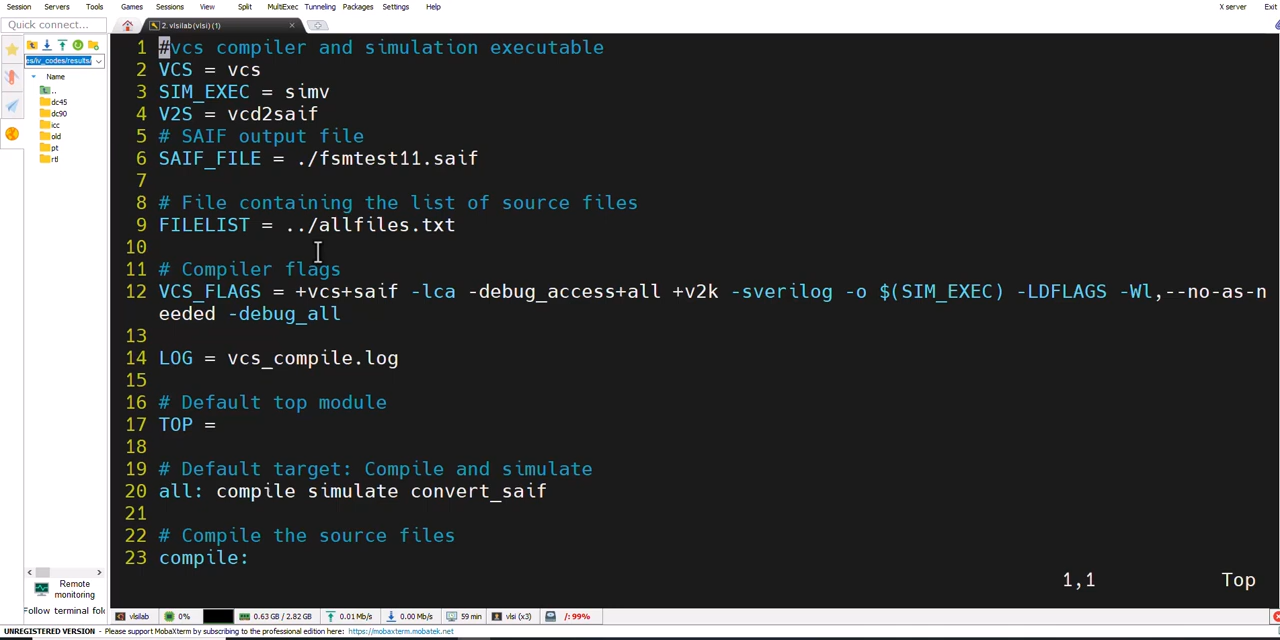 Session Servers Tools Games Sessions View Split MultiExec Tunneling Packages Settings Help X server Exit
Quick connect... 2. vlsilab (vlsi) (1)
es/iv_codes/results/
Name
..
dc45
dc90
icc
old
pt
rtl
1 #vcs compiler and simulation executable
2 VCS = vcs
3 SIM_EXEC = simv
4 V2S = vcd2saif
5 # SAIF output file
6 SAIF_FILE = ./fsmtest11.saif
7
8 # File containing the list of source files
9 FILELIST = ../allfiles.txt
10
11 # Compiler flags
12 VCS_FLAGS = +vcs+saif -lca -debug_access+all +v2k -sverilog -o $(SIM_EXEC) -LDFLAGS -Wl,--no-as-n
eeded -debug_all
13
14 LOG = vcs_compile.log
15
16 # Default top module
17 TOP =
18
19 # Default target: Compile and simulate
20 all: compile simulate convert_saif
21
22 # Compile the source files
23 compile:
1,1 Top
Remote
monitoring
Follow terminal fol
vlsilab 0% 0.63 GB / 2.82 GB 0.01 Mb/s 0.00 Mb/s 59 min vlsi (x3) /: 99%
UNREGISTERED VERSION - Please support MobaXterm by subscribing to the professional edition here: https://mobaxterm.mobatek.net